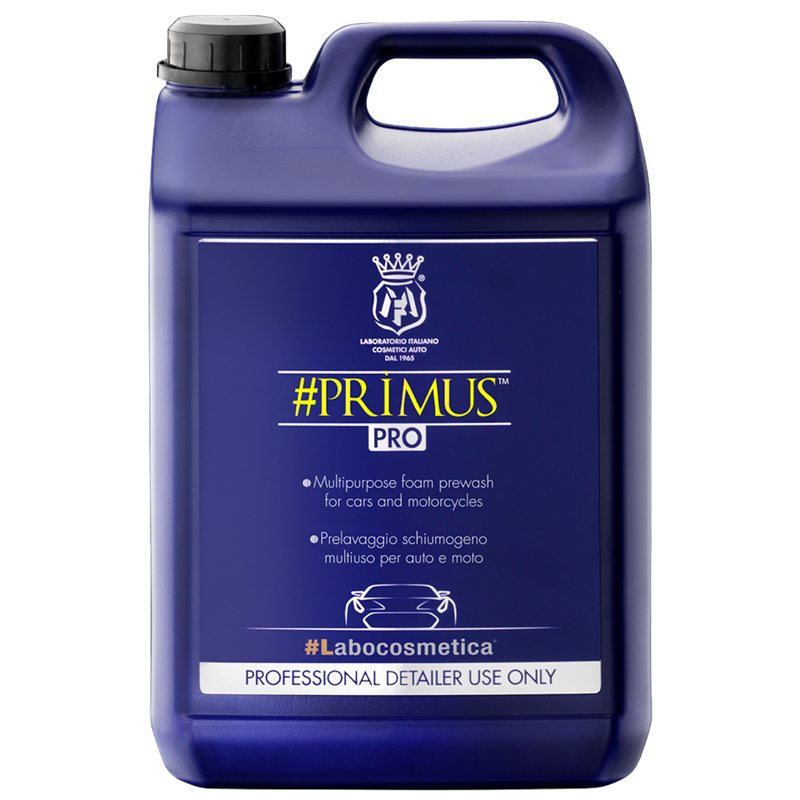 ®
LABORATORIO ITALIANO
COSMETICI AUTO
DAL 1965
#PRÌMUS™
PRO
Multipurpose foam prewash
for cars and motorcycles
Prelavaggio schiumogeno
multiuso per auto e moto
#Labocosmetica®
PROFESSIONAL DETAILER USE ONLY